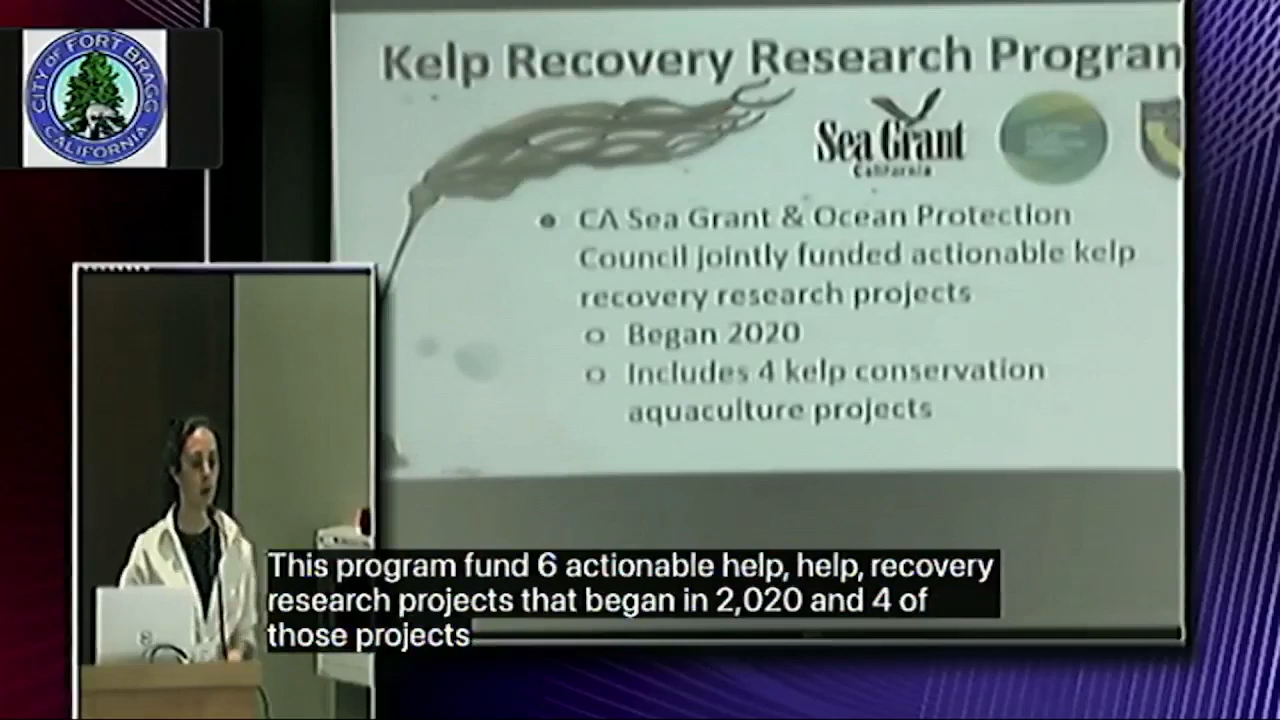 CITY OF FORT BRAGG
CALIFORNIA
Kelp Recovery Research Program
Sea Grant
California
• CA Sea Grant & Ocean Protection
Council jointly funded actionable kelp
recovery research projects
o Began 2020
o Includes 4 kelp conservation
aquaculture projects
This program fund 6 actionable help, help, recovery
research projects that began in 2,020 and 4 of
those projects